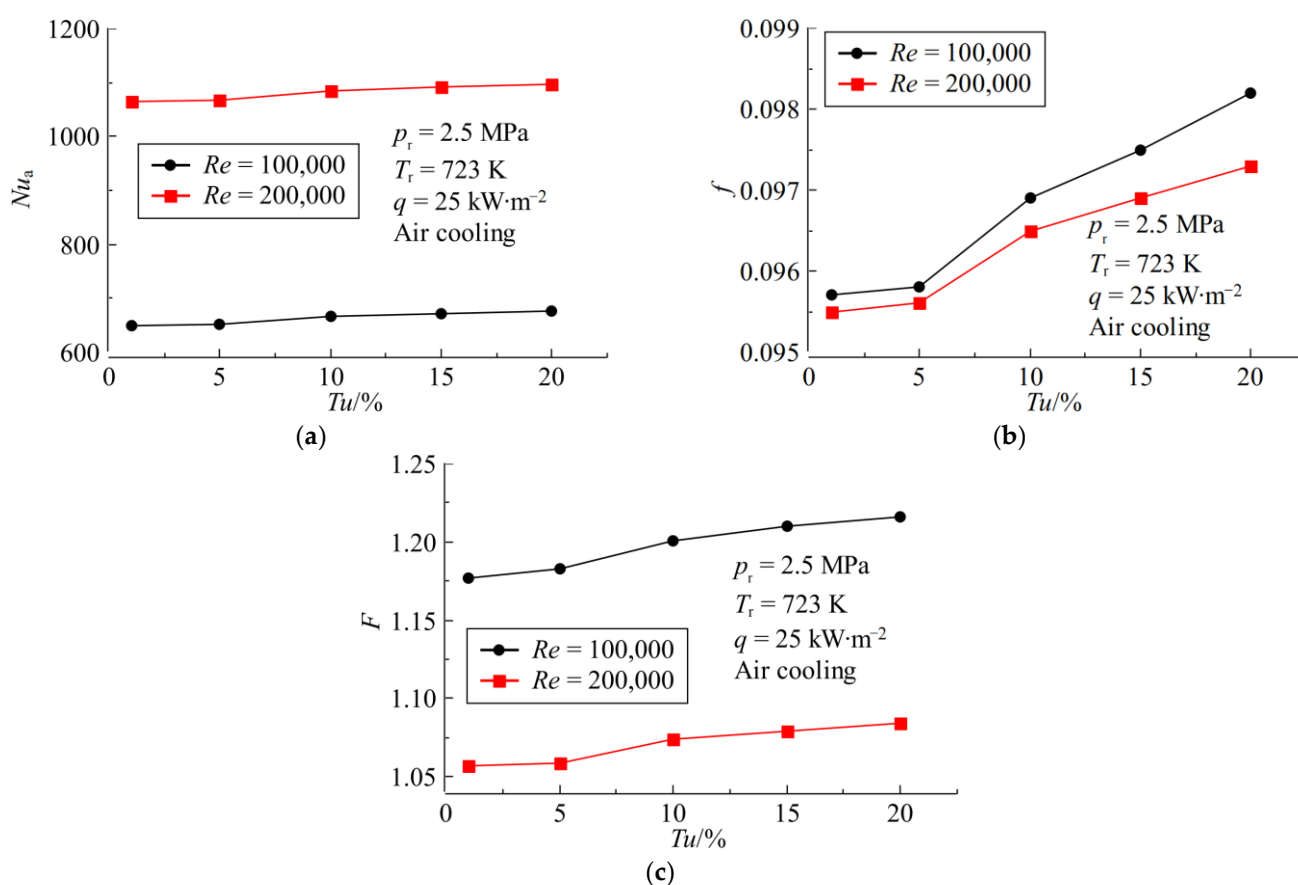 1200
1000
800
600
Nuₐ
Re = 100,000
Re = 200,000
pᵣ = 2.5 MPa
Tᵣ = 723 K
q = 25 kW·m⁻²
Air cooling
0 5 10 15 20
Tu/%
(a)
0.099
0.098
0.097
0.096
0.095
f
Re = 100,000
Re = 200,000
pᵣ = 2.5 MPa
Tᵣ = 723 K
q = 25 kW·m⁻²
Air cooling
0 5 10 15 20
Tu/%
(b)
1.25
1.20
1.15
1.10
1.05
F
pᵣ = 2.5 MPa
Tᵣ = 723 K
q = 25 kW·m⁻²
Air cooling
Re = 100,000
Re = 200,000
0 5 10 15 20
Tu/%
(c)